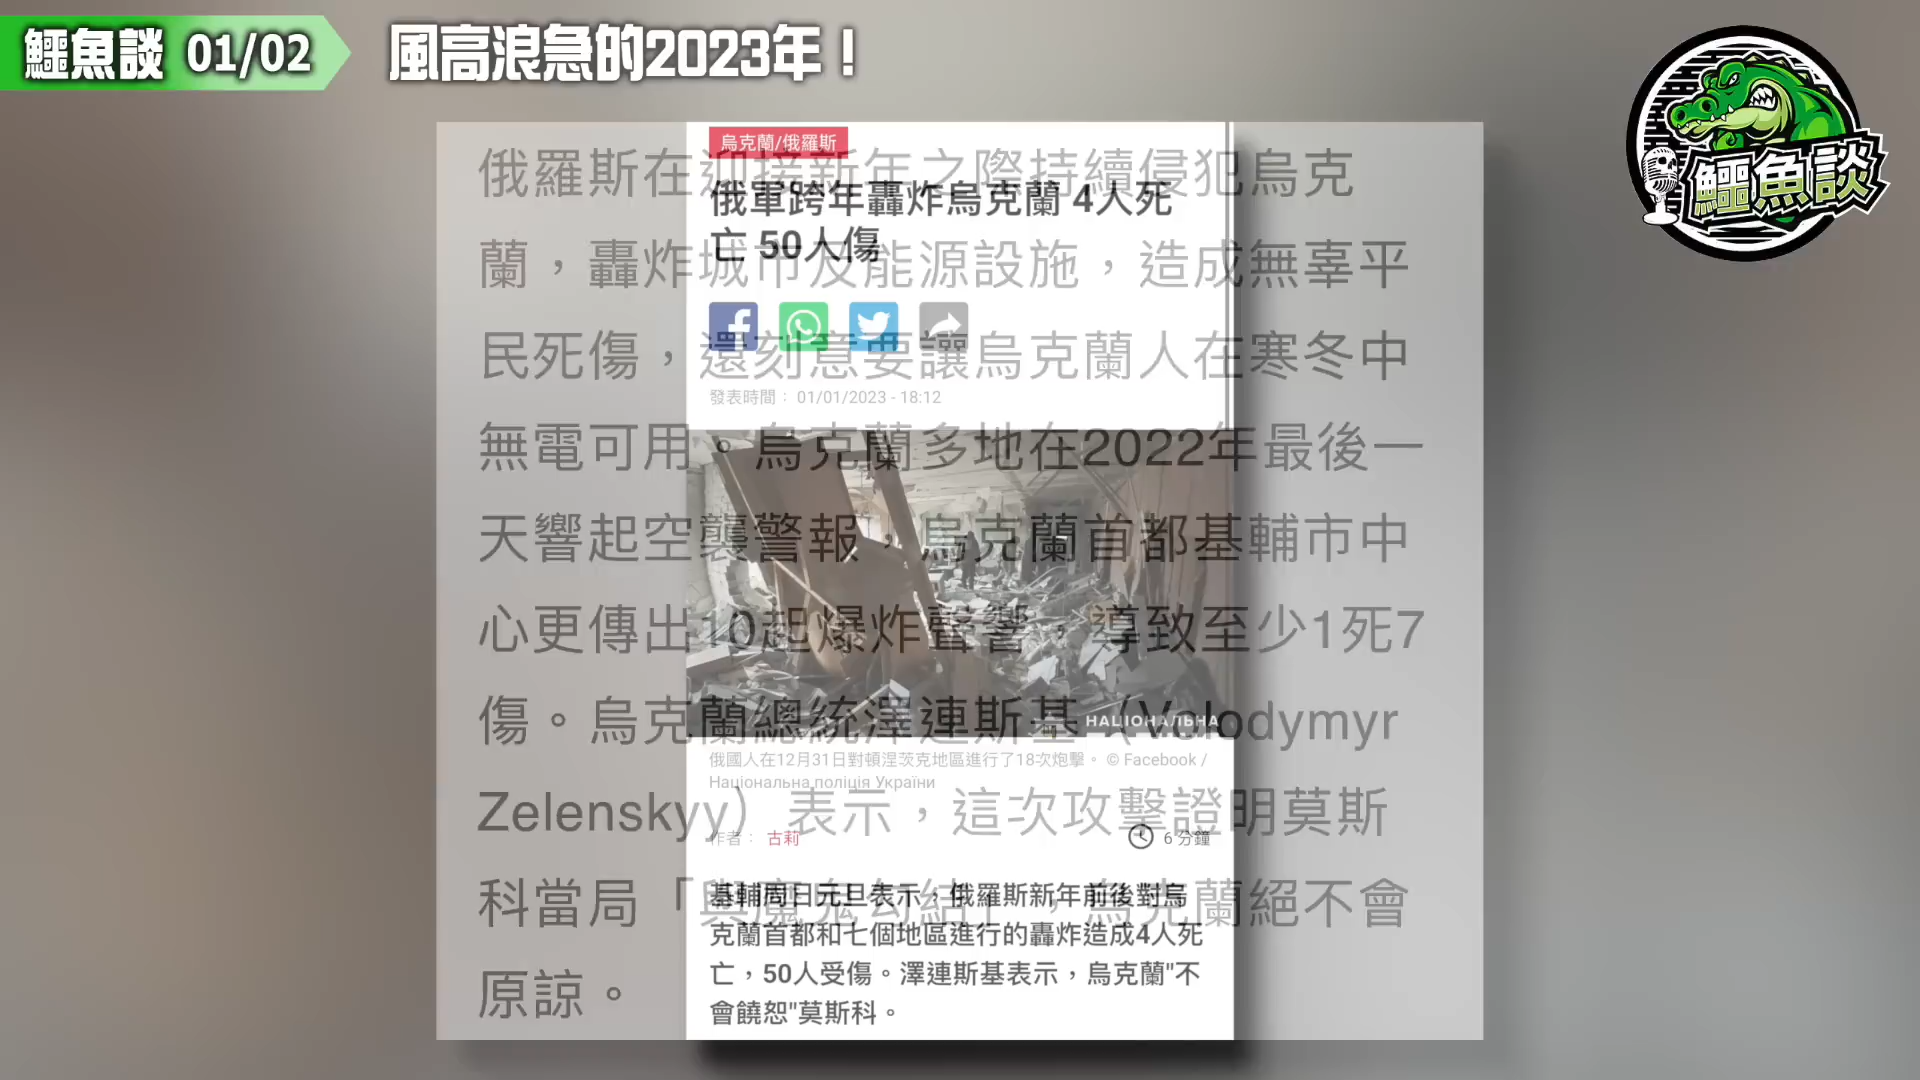 鱷魚談 01/02
風高浪急的2023年！
鱷魚談
俄羅斯在迎接新年之際持續侵犯烏克
蘭，轟炸城市及能源設施，造成無辜平
民死傷，還刻意要讓烏克蘭人在寒冬中
無電可用。烏克蘭多地在2022年最後一
天響起空襲警報，烏克蘭首都基輔市中
心更傳出10起爆炸聲響，導致至少1死7
傷。烏克蘭總統澤連斯基（Volodymyr
Zelenskyy）表示，這次攻擊證明莫斯
科當局「與魔鬼勾結」，烏克蘭絕不會
原諒。
烏克蘭/俄羅斯
俄軍跨年轟炸烏克蘭 4人死
亡 50人傷
發表時間： 01/01/2023 - 18:12
НАЦІОНАЛЬНА
俄國人在12月31日對頓涅茨克地區進行了18次炮擊。 © Facebook /
Національна поліція України
作者： 古莉
6 分鐘
基輔周日元旦表示，俄羅斯新年前後對烏
克蘭首都和七個地區進行的轟炸造成4人死
亡，50人受傷。澤連斯基表示，烏克蘭"不
會饒恕"莫斯科。